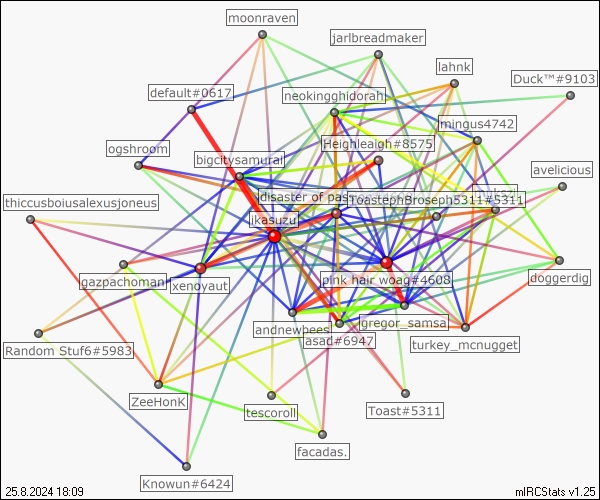 moonraven
jarlbreadmaker
lahnk
Duck™#9103
default#0617
neokingghidorah
mingus4742
ogshroom
Heighleaigh#8575
bigcitysamurai
avelicious
disaster of pas
ToastephBroseph5311#5311
thiccusboiusalexusjoneus
ikasuzu
gazpachoman
xenoyaut
pink hair woag#4608
doggerdig
andnewbees
gregor_samsa
asad#6947
turkey_mcnugget
Random Stuf6#5983
ZeeHonK
tescoroll
Toast#5311
facadas.
Knowun#6424
25.8.2024 18:09
mIRCStats v1.25